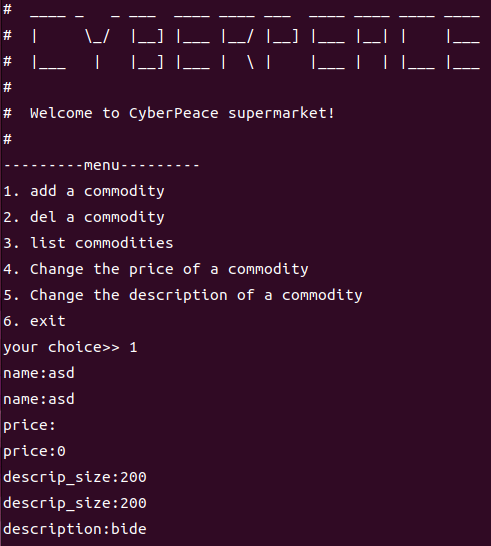 #  ____ _   _ ___  ____ ____ ___  ____ ____ ____ ____
#  |     \_/  |__] |___ |__/ |__] |___ |__| |    |___
#  |___   |   |__] |___ |  \ |    |___ |  | |___ |___
#
#  Welcome to CyberPeace supermarket!
#
---------menu---------
1. add a commodity
2. del a commodity
3. list commodities
4. Change the price of a commodity
5. Change the description of a commodity
6. exit
your choice>> 1
name:asd
name:asd
price:
price:0
descrip_size:200
descrip_size:200
description:bide